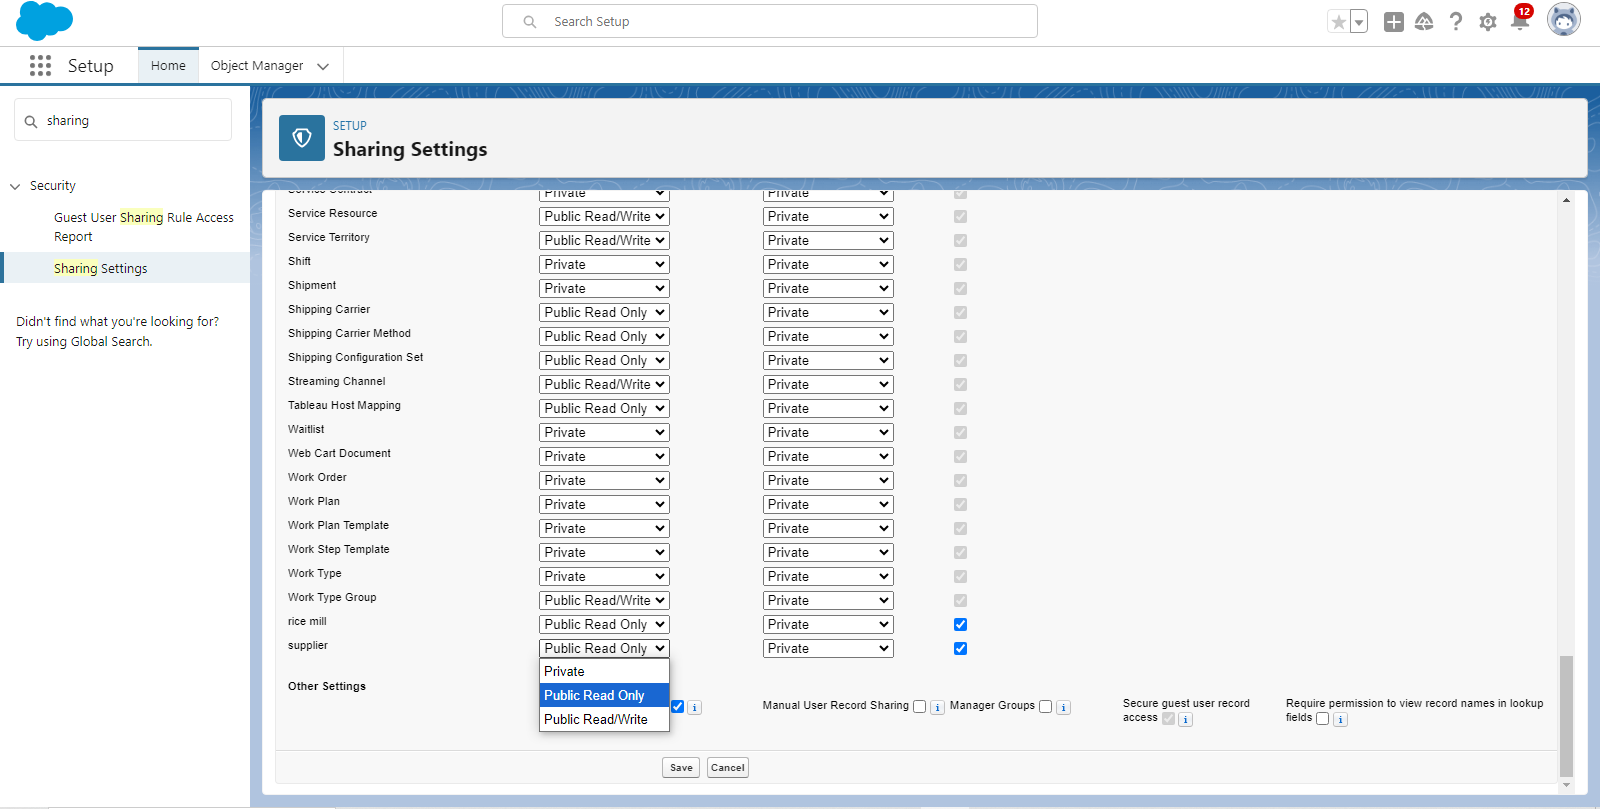 Search Setup
12
Setup
Home
Object Manager
sharing
Security
Guest User Sharing Rule Access
Report
Sharing Settings
Didn't find what you're looking for?
Try using Global Search.
SETUP
Sharing Settings
Service Contract Private Private
Service Resource Public Read/Write Private
Service Territory Public Read/Write Private
Shift Private Private
Shipment Private Private
Shipping Carrier Public Read Only Private
Shipping Carrier Method Public Read Only Private
Shipping Configuration Set Public Read Only Private
Streaming Channel Public Read/Write Private
Tableau Host Mapping Public Read Only Private
Waitlist Private Private
Web Cart Document Private Private
Work Order Private Private
Work Plan Private Private
Work Plan Template Private Private
Work Step Template Private Private
Work Type Private Private
Work Type Group Public Read/Write Private
rice mill Public Read Only Private
supplier Public Read Only Private
Private
Public Read Only
Public Read/Write
Other Settings
i
Manual User Record Sharing i
Manager Groups i
Secure guest user record
access i
Require permission to view record names in lookup
fields i
Save Cancel